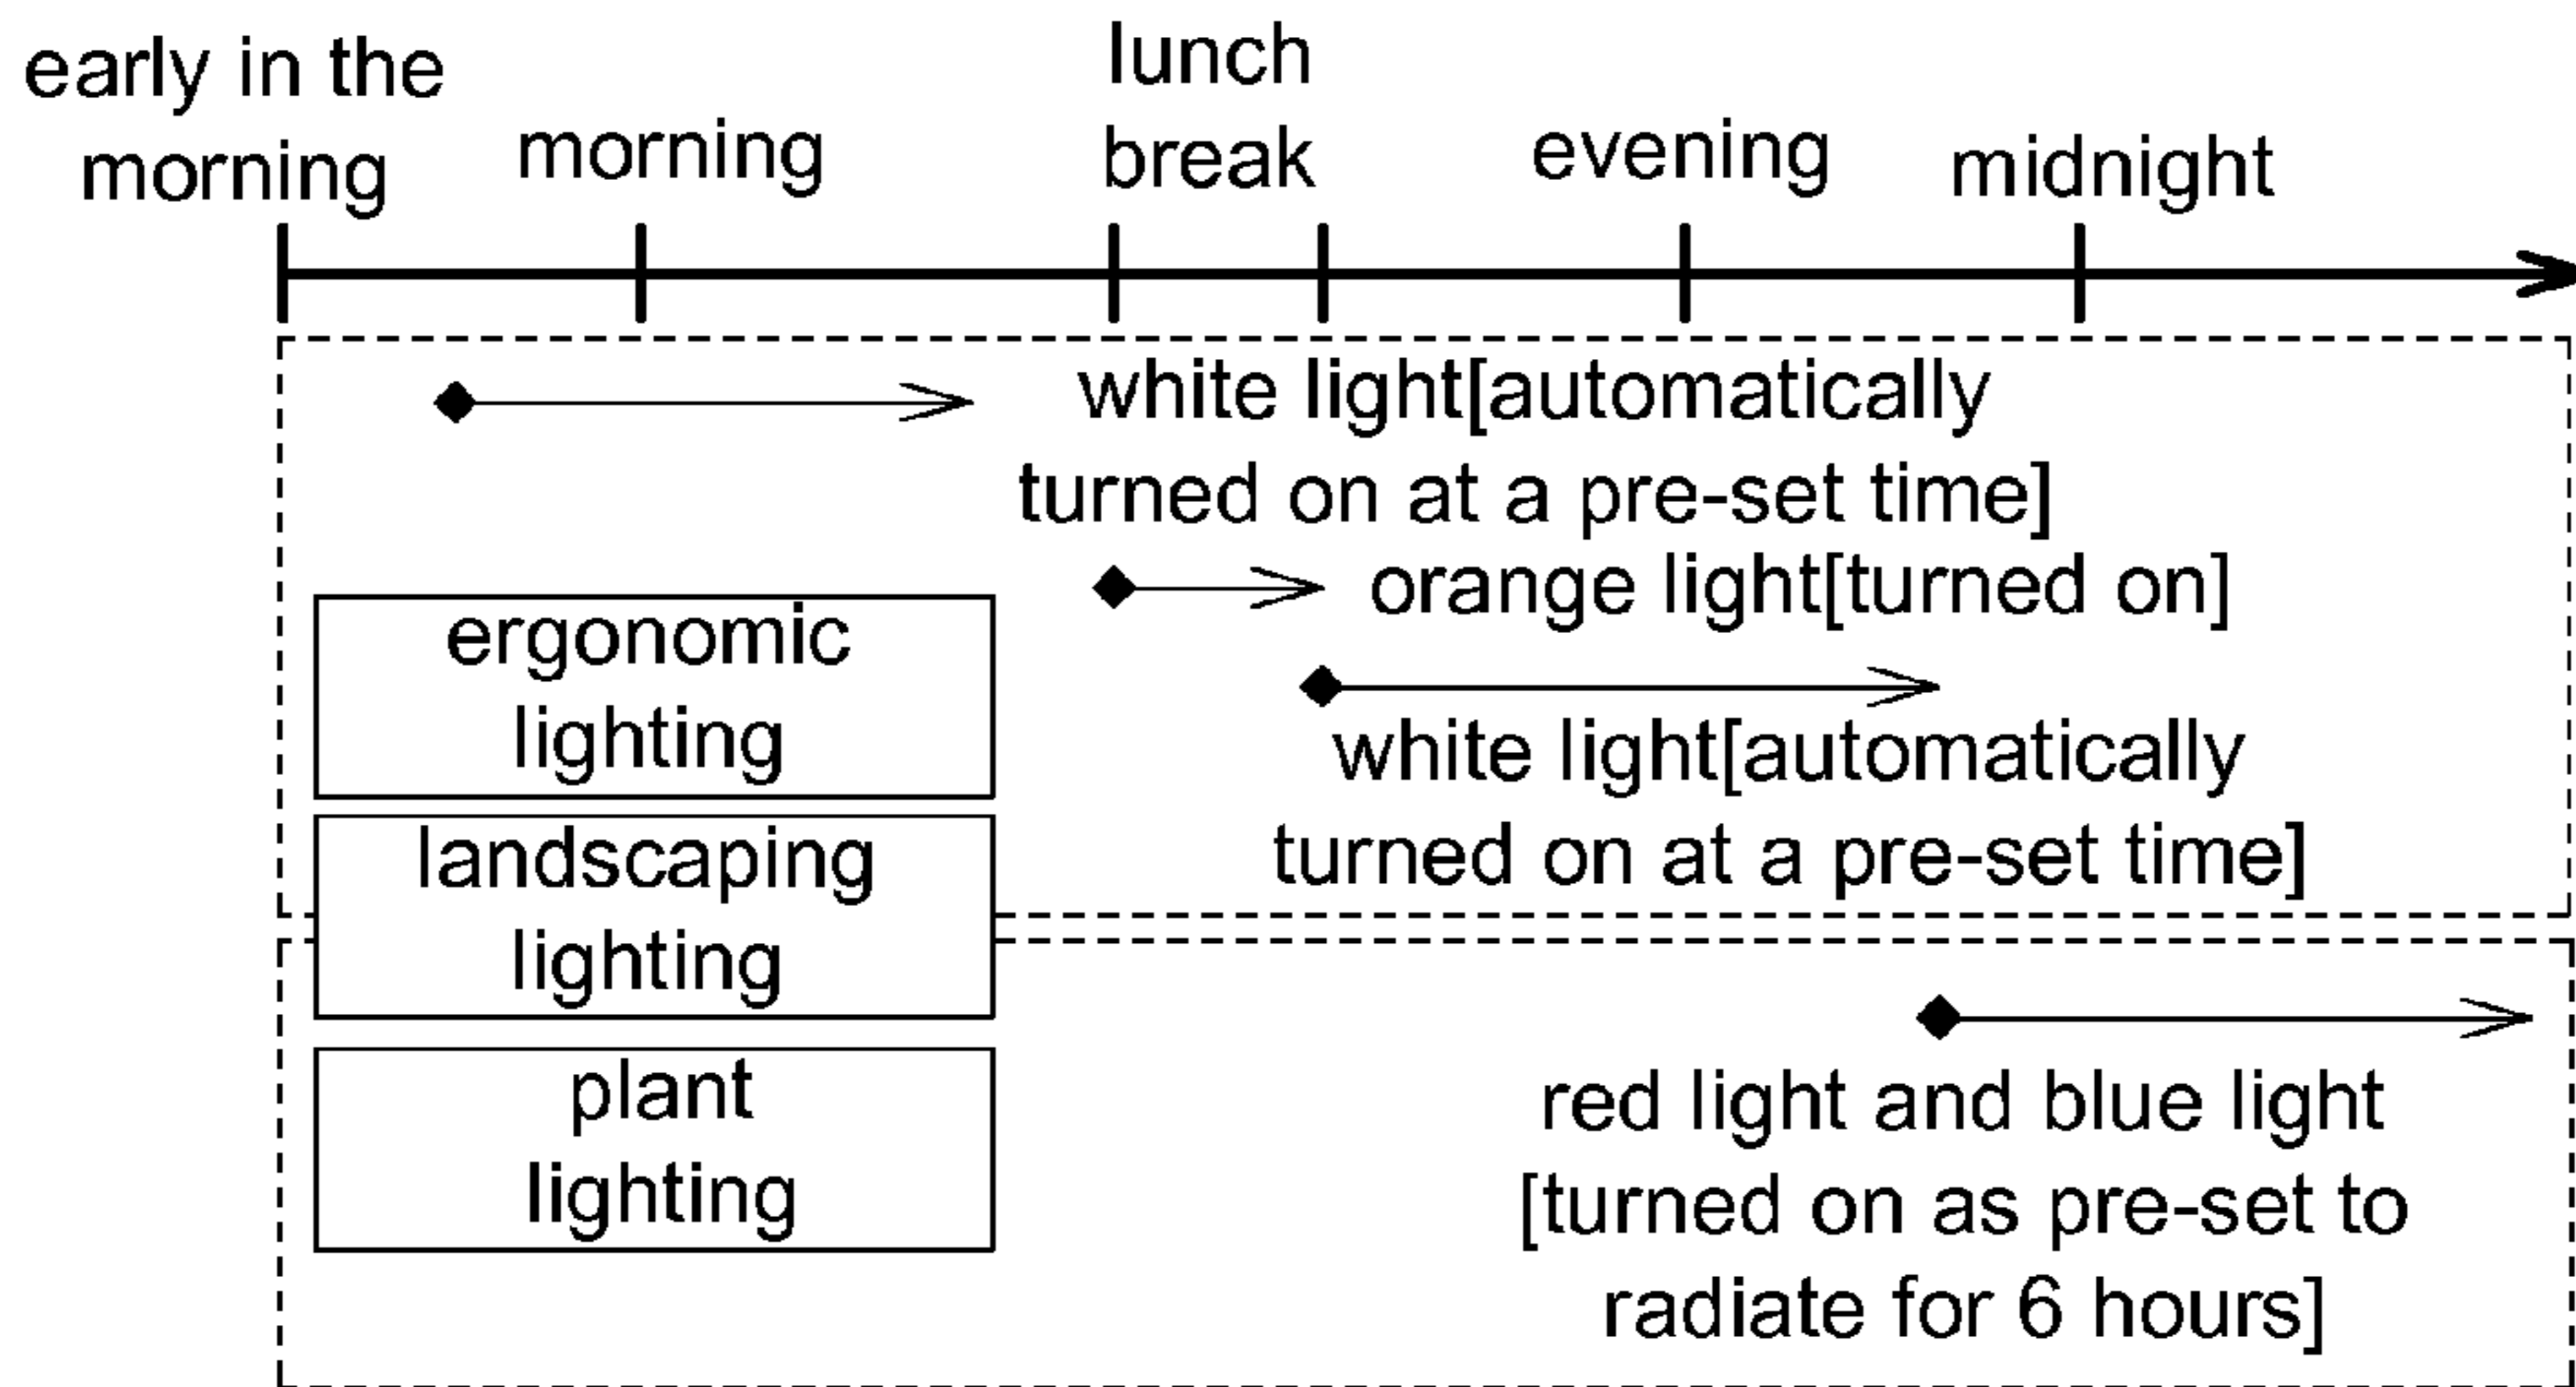 early in the
morning
morning
lunch
break
evening
midnight
white light[automatically
turned on at a pre-set time]
orange light[turned on]
ergonomic
lighting
white light[automatically
turned on at a pre-set time]
landscaping
lighting
plant
lighting
red light and blue light
[turned on as pre-set to
radiate for 6 hours]